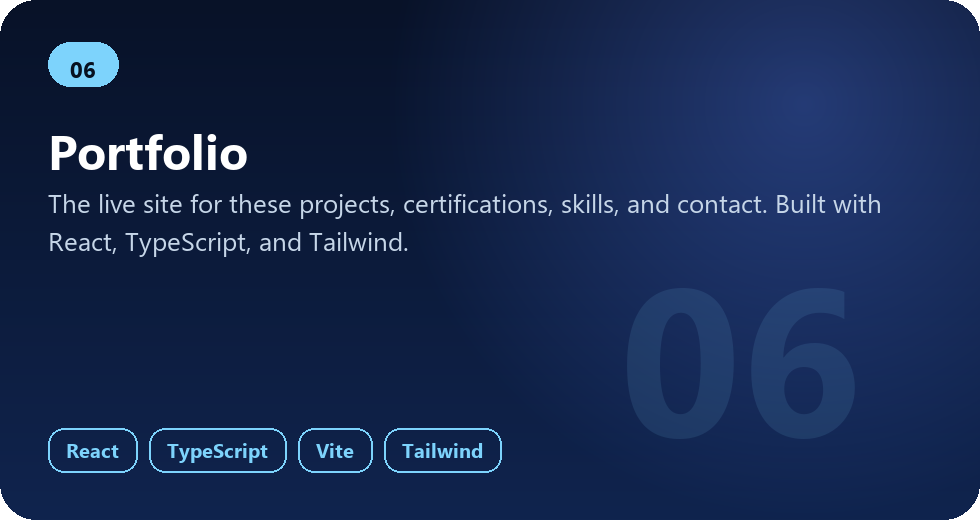 06
Portfolio
The live site for these projects, certifications, skills, and contact. Built with
React, TypeScript, and Tailwind.
06
React TypeScript Vite Tailwind